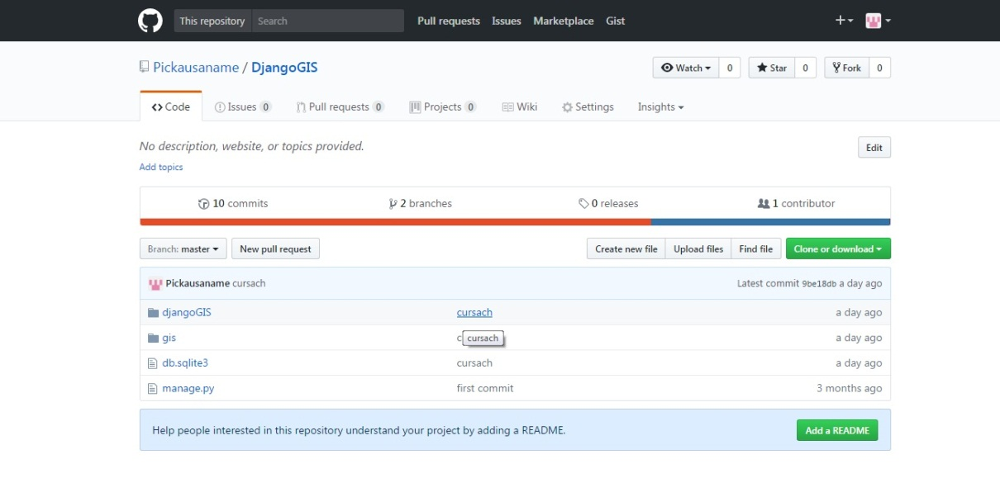 This repository Search Pull requests Issues Marketplace Gist
Pickausaname / DjangoGIS Watch 0 Star 0 Fork 0
Code Issues 0 Pull requests 0 Projects 0 Wiki Settings Insights
No description, website, or topics provided. Edit
Add topics
10 commits 2 branches 0 releases 1 contributor
Branch: master New pull request Create new file Upload files Find file Clone or download
Pickausaname cursach Latest commit 9be18db a day ago
djangoGIS cursach a day ago
gis c cursach a day ago
db.sqlite3 cursach a day ago
manage.py first commit 3 months ago
Help people interested in this repository understand your project by adding a README. Add a README